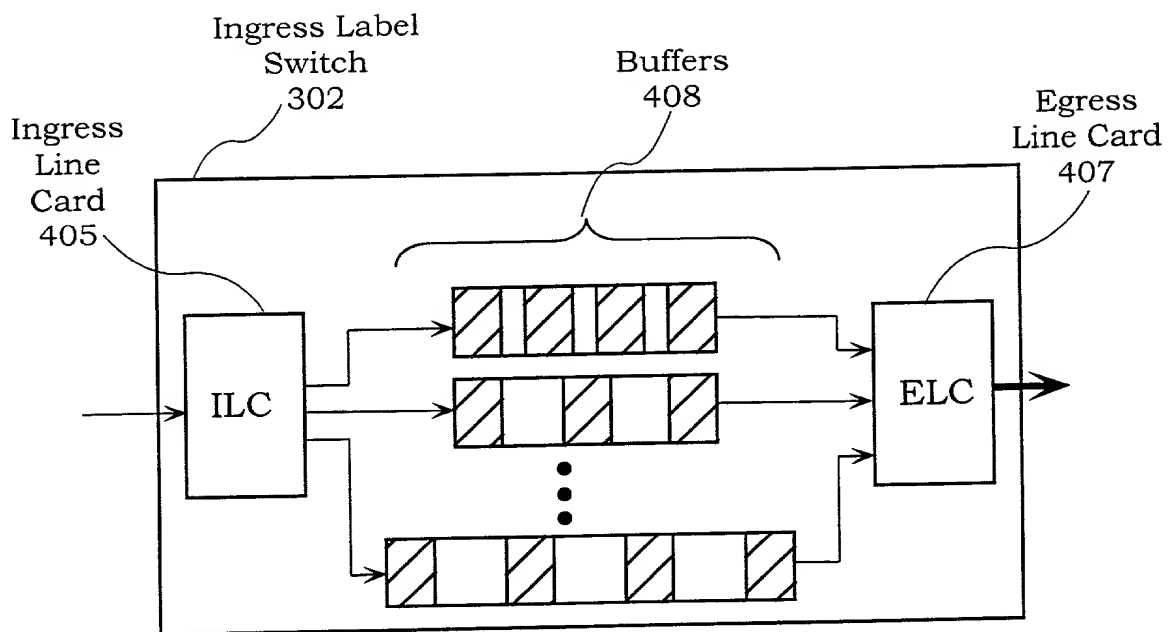 Ingress Label
Switch
302
Buffers
408
Egress
Line Card
407
Ingress
Line
Card
405
ILC
ELC